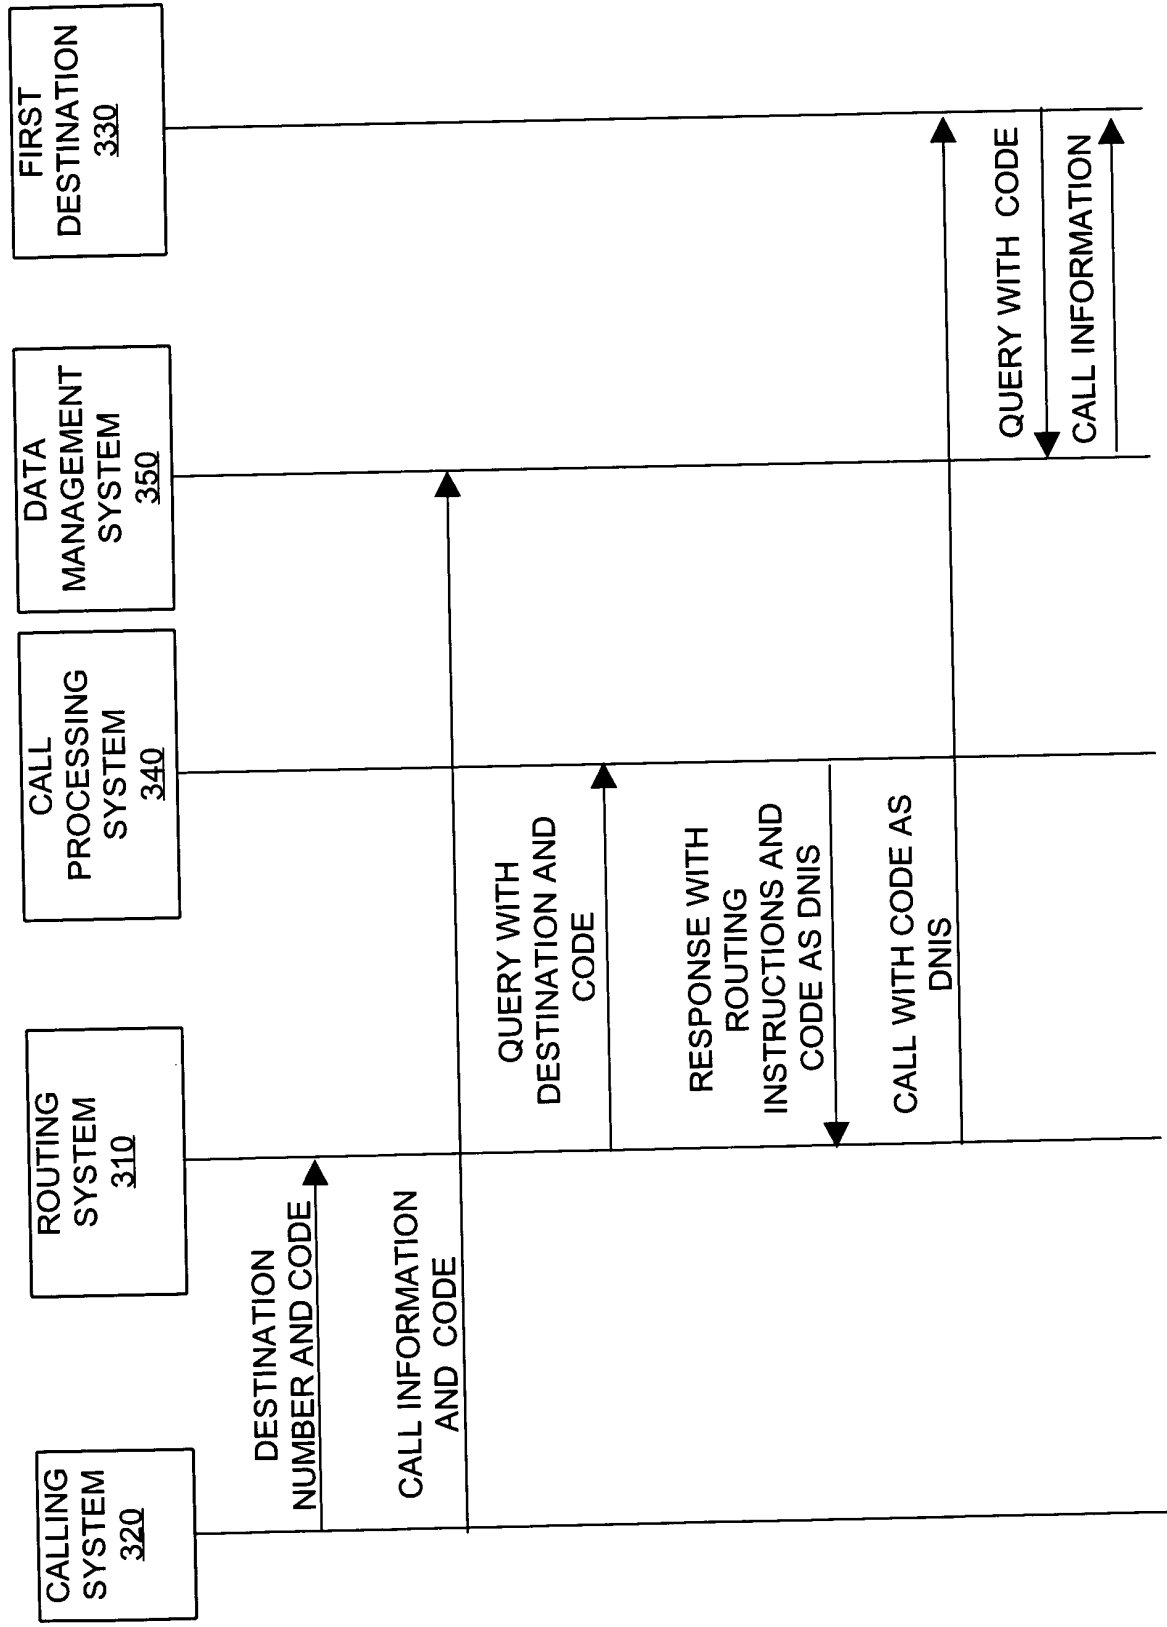 CALLING
SYSTEM
320
ROUTING
SYSTEM
310
CALL
PROCESSING
SYSTEM
340
DATA
MANAGEMENT
SYSTEM
350
FIRST
DESTINATION
330
DESTINATION
NUMBER AND CODE
CALL INFORMATION
AND CODE
QUERY WITH
DESTINATION AND
CODE
RESPONSE WITH
ROUTING
INSTRUCTIONS AND
CODE AS DNIS
CALL WITH CODE AS
DNIS
QUERY WITH CODE
CALL INFORMATION